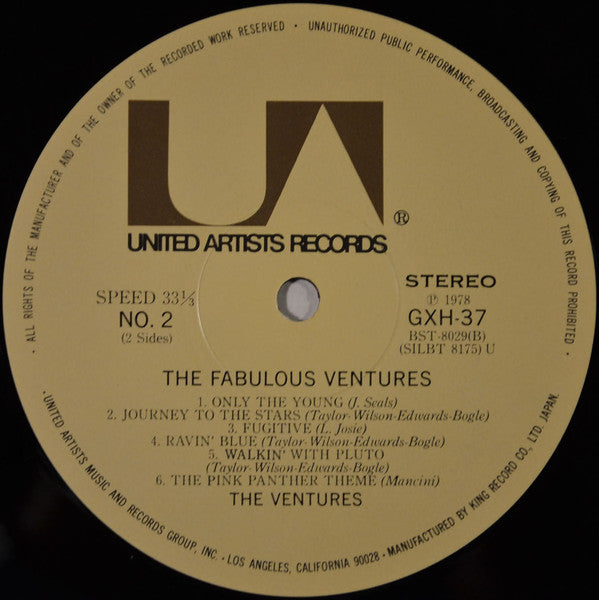 · ALL RIGHTS OF THE MANUFACTURER AND OF THE OWNER OF THE RECORDED WORK RESERVED · UNAUTHORIZED PUBLIC PERFORMANCE, BROADCASTING AND COPYING OF THIS RECORD PROHIBITED ·
UA
®
UNITED ARTISTS RECORDS
SPEED 33⅓
NO. 2
(2 Sides)
STEREO
℗ 1978
GXH-37
BST-8029(B)
(SILBT 8175) U
THE FABULOUS VENTURES
1. ONLY THE YOUNG (J. Seals)
2. JOURNEY TO THE STARS (Taylor-Wilson-Edwards-Bogle)
3. FUGITIVE (L. Josie)
4. RAVIN' BLUE (Taylor-Wilson-Edwards-Bogle)
5. WALKIN' WITH PLUTO
(Taylor-Wilson-Edwards-Bogle)
6. THE PINK PANTHER THEME (Mancini)
THE VENTURES
· UNITED ARTISTS MUSIC AND RECORDS GROUP, INC. · LOS ANGELES, CALIFORNIA 90028 · MANUFACTURED BY KING RECORD CO., LTD. JAPAN.